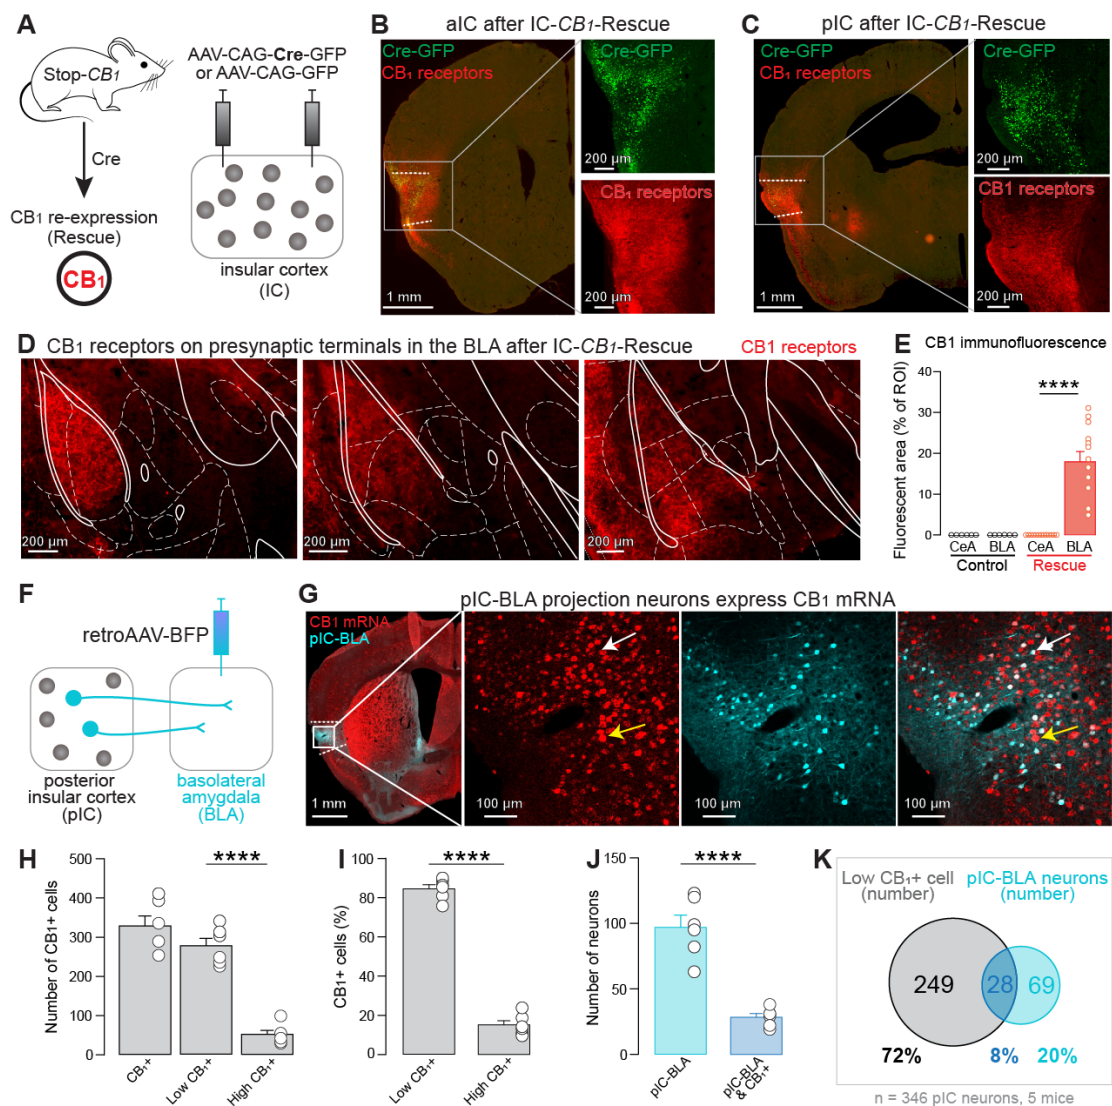 A
Stop-CB1
Cre
CB1 re-expression
(Rescue)
CB1
AAV-CAG-Cre-GFP
or AAV-CAG-GFP
insular cortex
(IC)
B
aIC after IC-CB1-Rescue
Cre-GFP
CB1 receptors
1 mm
Cre-GFP
200 µm
CB1 receptors
200 µm
C
pIC after IC-CB1-Rescue
Cre-GFP
CB1 receptors
1 mm
Cre-GFP
200 µm
CB1 receptors
200 µm
D
CB1 receptors on presynaptic terminals in the BLA after IC-CB1-Rescue
CB1 receptors
200 µm
200 µm
200 µm
E
CB1 immunofluorescence
Fluorescent area (% of ROI)
40
30
20
10
0
****
CeA BLA CeA BLA
Control Rescue
F
retroAAV-BFP
posterior
insular cortex
(pIC)
basolateral
amygdala
(BLA)
G
pIC-BLA projection neurons express CB1 mRNA
CB1 mRNA
pIC-BLA
1 mm
100 µm
100 µm
100 µm
H
Number of CB1+ cells
500
400
300
200
100
0
****
CB1+
Low CB1+
High CB1+
I
CB1+ cells (%)
100
80
60
40
20
0
****
Low CB1+
High CB1+
J
Number of neurons
150
100
50
0
****
pIC-BLA
pIC-BLA
& CB1+
K
Low CB1+ cell
(number)
pIC-BLA neurons
(number)
249
28
69
72%
8%
20%
n = 346 pIC neurons, 5 mice